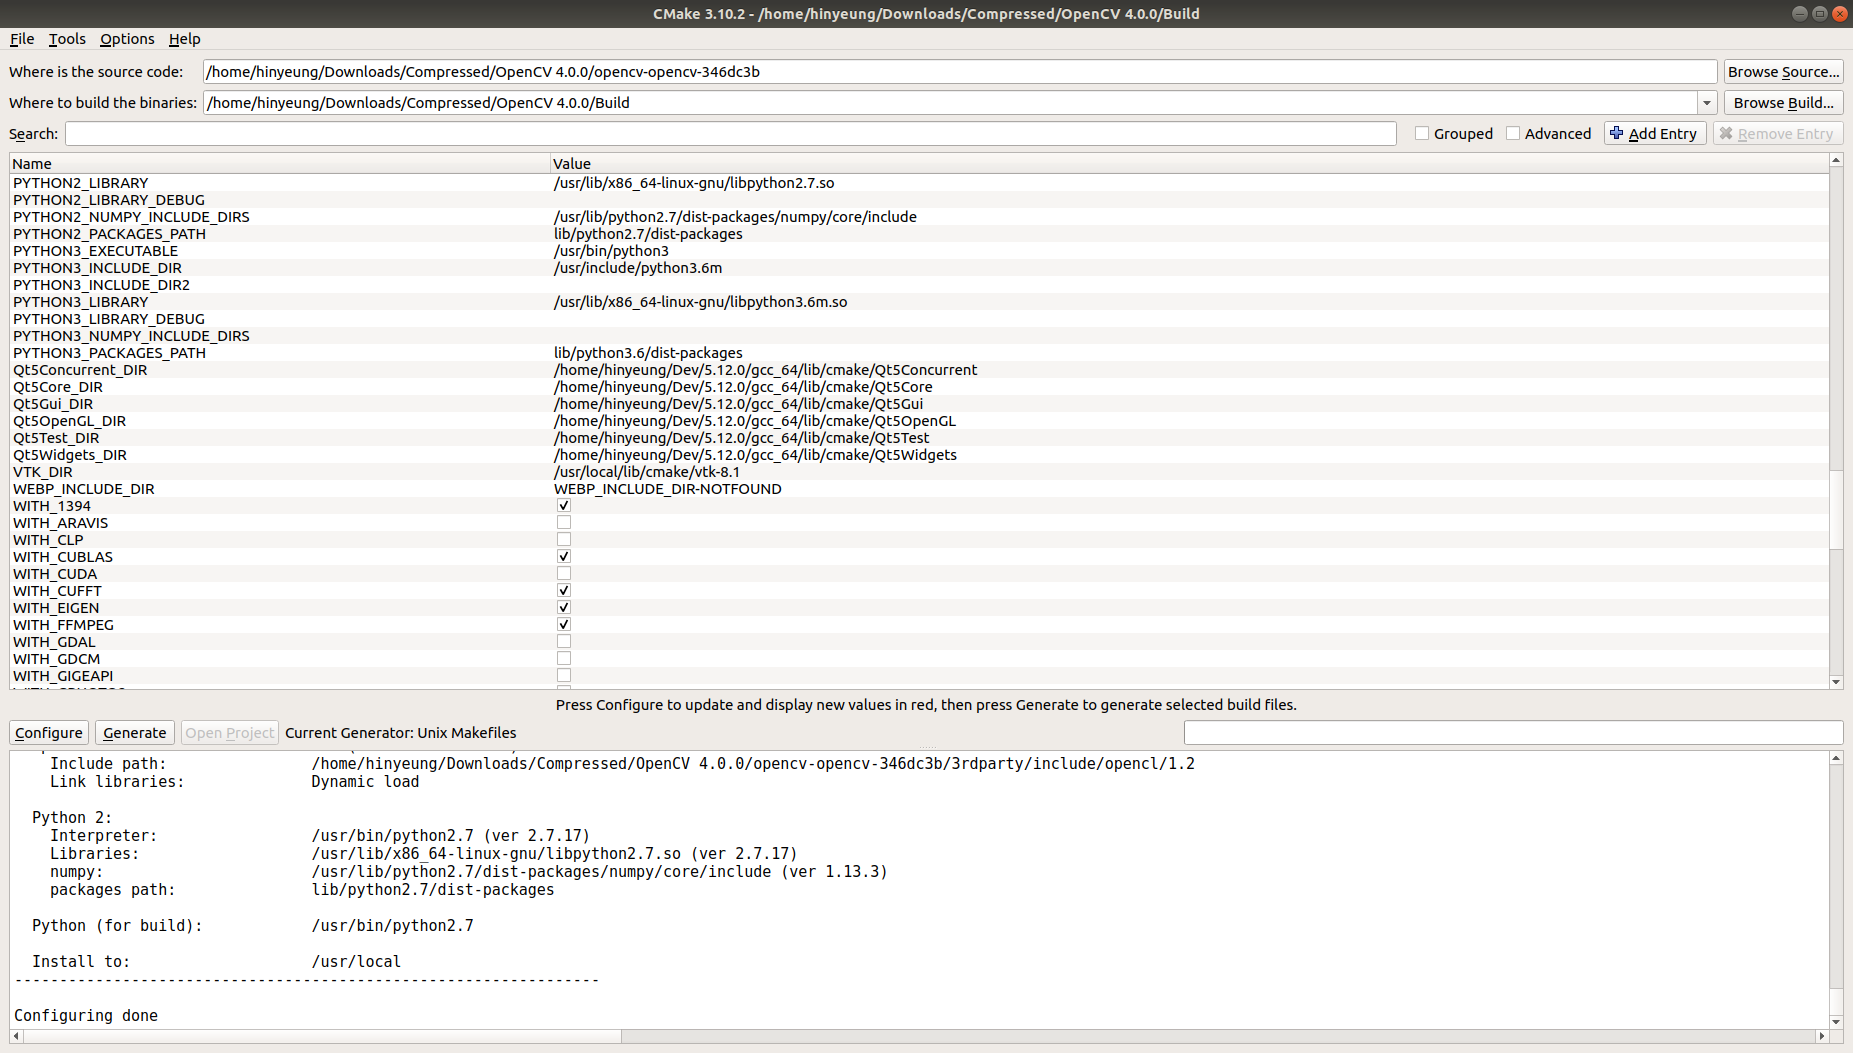 CMake 3.10.2 - /home/hinyeung/Downloads/Compressed/OpenCV 4.0.0/Build
File Tools Options Help
Where is the source code: /home/hinyeung/Downloads/Compressed/OpenCV 4.0.0/opencv-opencv-346dc3b Browse Source...
Where to build the binaries: /home/hinyeung/Downloads/Compressed/OpenCV 4.0.0/Build Browse Build...
Search: Grouped Advanced Add Entry Remove Entry
Name Value
PYTHON2_LIBRARY /usr/lib/x86_64-linux-gnu/libpython2.7.so
PYTHON2_LIBRARY_DEBUG
PYTHON2_NUMPY_INCLUDE_DIRS /usr/lib/python2.7/dist-packages/numpy/core/include
PYTHON2_PACKAGES_PATH lib/python2.7/dist-packages
PYTHON3_EXECUTABLE /usr/bin/python3
PYTHON3_INCLUDE_DIR /usr/include/python3.6m
PYTHON3_INCLUDE_DIR2
PYTHON3_LIBRARY /usr/lib/x86_64-linux-gnu/libpython3.6m.so
PYTHON3_LIBRARY_DEBUG
PYTHON3_NUMPY_INCLUDE_DIRS
PYTHON3_PACKAGES_PATH lib/python3.6/dist-packages
Qt5Concurrent_DIR /home/hinyeung/Dev/5.12.0/gcc_64/lib/cmake/Qt5Concurrent
Qt5Core_DIR /home/hinyeung/Dev/5.12.0/gcc_64/lib/cmake/Qt5Core
Qt5Gui_DIR /home/hinyeung/Dev/5.12.0/gcc_64/lib/cmake/Qt5Gui
Qt5OpenGL_DIR /home/hinyeung/Dev/5.12.0/gcc_64/lib/cmake/Qt5OpenGL
Qt5Test_DIR /home/hinyeung/Dev/5.12.0/gcc_64/lib/cmake/Qt5Test
Qt5Widgets_DIR /home/hinyeung/Dev/5.12.0/gcc_64/lib/cmake/Qt5Widgets
VTK_DIR /usr/local/lib/cmake/vtk-8.1
WEBP_INCLUDE_DIR WEBP_INCLUDE_DIR-NOTFOUND
WITH_1394
WITH_ARAVIS
WITH_CLP
WITH_CUBLAS
WITH_CUDA
WITH_CUFFT
WITH_EIGEN
WITH_FFMPEG
WITH_GDAL
WITH_GDCM
WITH_GIGEAPI
Press Configure to update and display new values in red, then press Generate to generate selected build files.
Configure Generate Open Project Current Generator: Unix Makefiles
Include path: /home/hinyeung/Downloads/Compressed/OpenCV 4.0.0/opencv-opencv-346dc3b/3rdparty/include/opencl/1.2
Link libraries: Dynamic load
Python 2:
Interpreter: /usr/bin/python2.7 (ver 2.7.17)
Libraries: /usr/lib/x86_64-linux-gnu/libpython2.7.so (ver 2.7.17)
numpy: /usr/lib/python2.7/dist-packages/numpy/core/include (ver 1.13.3)
packages path: lib/python2.7/dist-packages
Python (for build): /usr/bin/python2.7
Install to: /usr/local
-----------------------------------------------------------------
Configuring done